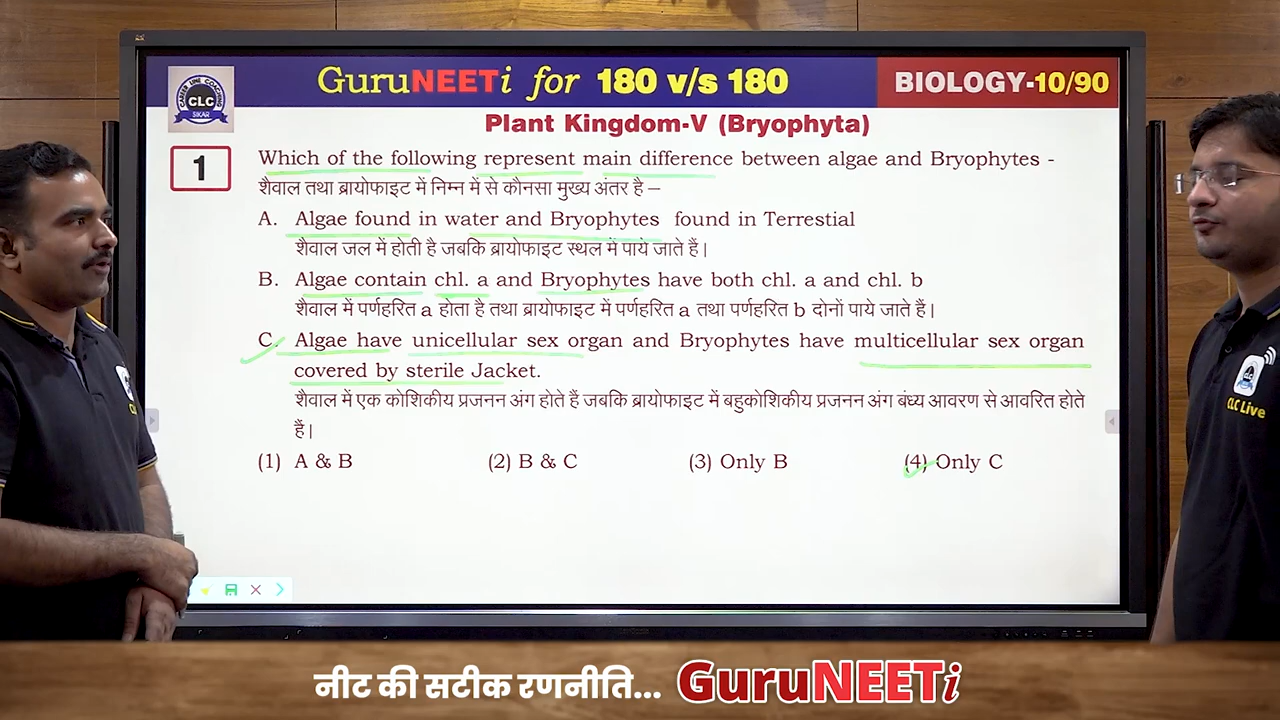 GuruNEETi for 180 v/s 180
BIOLOGY-10/90
CLC
SIKAR
Plant Kingdom-V (Bryophyta)
1
Which of the following represent main difference between algae and Bryophytes -
शैवाल तथा ब्रायोफाइट में निम्न में से कौनसा मुख्य अंतर है –
A. Algae found in water and Bryophytes found in Terrestial
शैवाल जल में होती है जबकि ब्रायोफाइट स्थल में पाये जाते हैं।
B. Algae contain chl. a and Bryophytes have both chl. a and chl. b
शैवाल में पर्णहरित a होता है तथा ब्रायोफाइट में पर्णहरित a तथा पर्णहरित b दोनों पाये जाते हैं।
C. Algae have unicellular sex organ and Bryophytes have multicellular sex organ
covered by sterile Jacket.
शैवाल में एक कोशिकीय प्रजनन अंग होते हैं जबकि ब्रायोफाइट में बहुकोशिकीय प्रजनन अंग बंध्य आवरण से आवरित होते
हैं।
(1) A & B (2) B & C (3) Only B (4) Only C
CLC Live
नीट की सटीक रणनीति... GuruNEETi